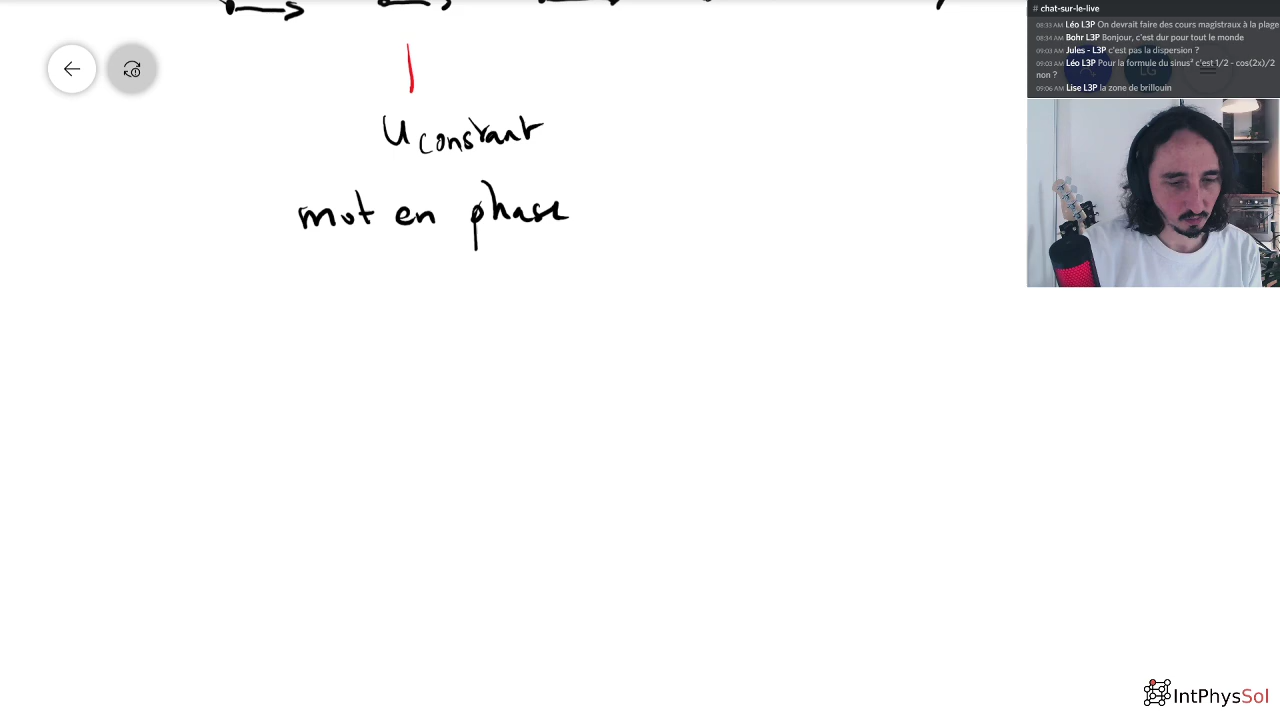 # chat-sur-le-live
08:33 AM Léo L3P On devrait faire des cours magistraux à la plage
08:34 AM Bohr L3P Bonjour, c'est dur pour tout le monde
09:03 AM Jules - L3P c'est pas la dispersion ?
09:03 AM Léo L3P Pour la formule du sinus² c'est 1/2 - cos(2x)/2
non ?
09:06 AM Lise L3P la zone de brillouin
u constant
mvt en phase
IntPhysSol